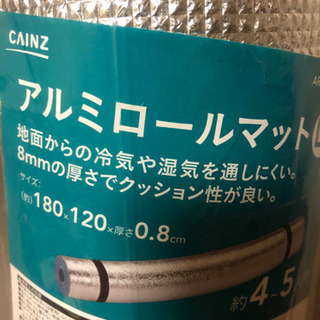 CAINZ
アルミロールマット
地面からの冷気や湿気を通しにくい。
8mmの厚さでクッション性が良い。
サイズ:
(約)180×120×厚さ0.8cm
約4~5